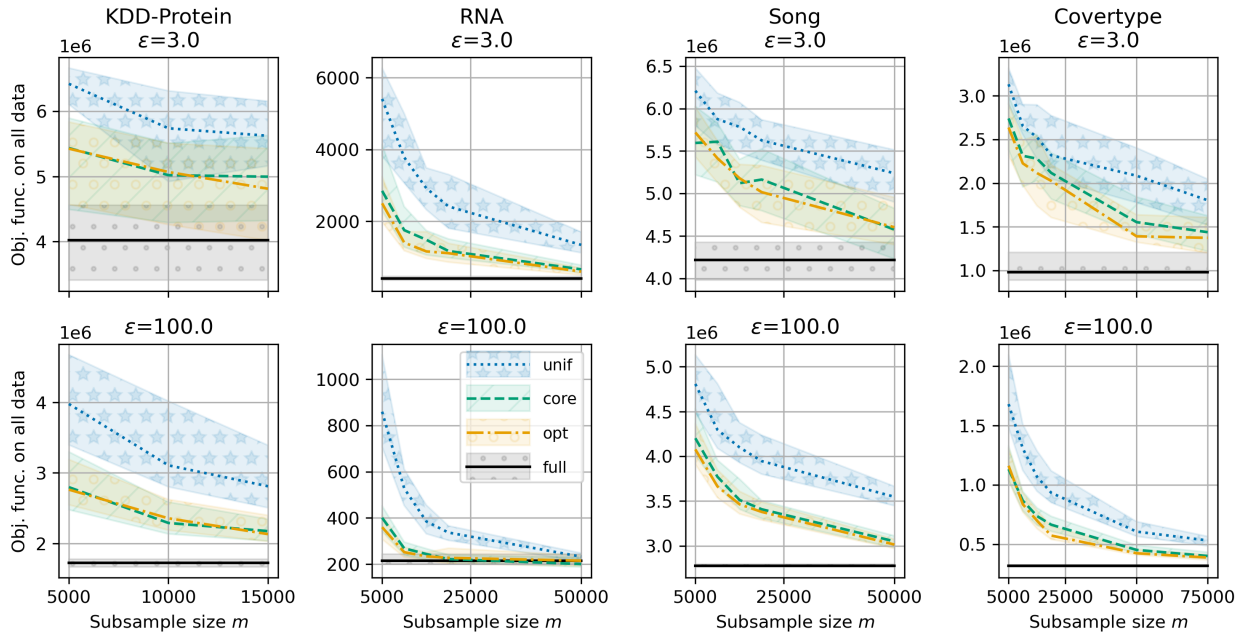 KDD-Protein
ε=3.0
RNA
ε=3.0
Song
ε=3.0
Covertype
ε=3.0
1e6
Obj. func. on all data
6
5
4
6000
4000
2000
1e6
6.5
6.0
5.5
5.0
4.5
4.0
1e6
3.0
2.5
2.0
1.5
1.0
ε=100.0
ε=100.0
ε=100.0
ε=100.0
1e6
Obj. func. on all data
4
3
2
5000
10000
15000
Subsample size m
1000
800
600
400
200
unif
core
opt
full
5000
25000
50000
Subsample size m
1e6
5.0
4.5
4.0
3.5
3.0
5000
25000
50000
Subsample size m
1e6
2.0
1.5
1.0
0.5
5000
25000
50000
75000
Subsample size m